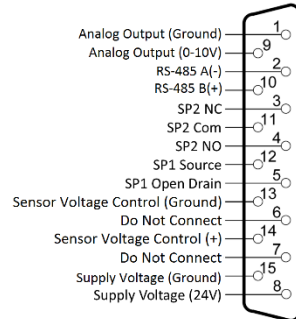 Analog Output (Ground) 1
Analog Output (0-10V) 9
RS-485 A(-) 2
RS-485 B(+) 10
SP2 NC 3
SP2 Com 11
SP2 NO 4
SP1 Source 12
SP1 Open Drain 5
Sensor Voltage Control (Ground) 13
Do Not Connect 6
Sensor Voltage Control (+) 14
Do Not Connect 7
Supply Voltage (Ground) 15
Supply Voltage (24V) 8